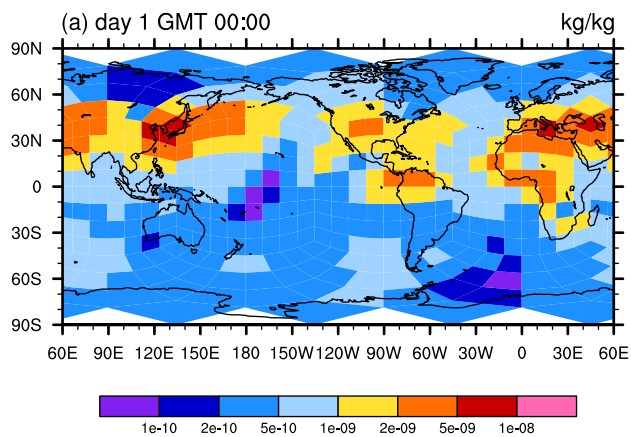 (a) day 1 GMT 00:00 kg/kg
90N
60N
30N
0
30S
60S
90S
60E 90E 120E 150E 180 150W 120W 90W 60W 30W 0 30E 60E
1e-10 2e-10 5e-10 1e-09 2e-09 5e-09 1e-08